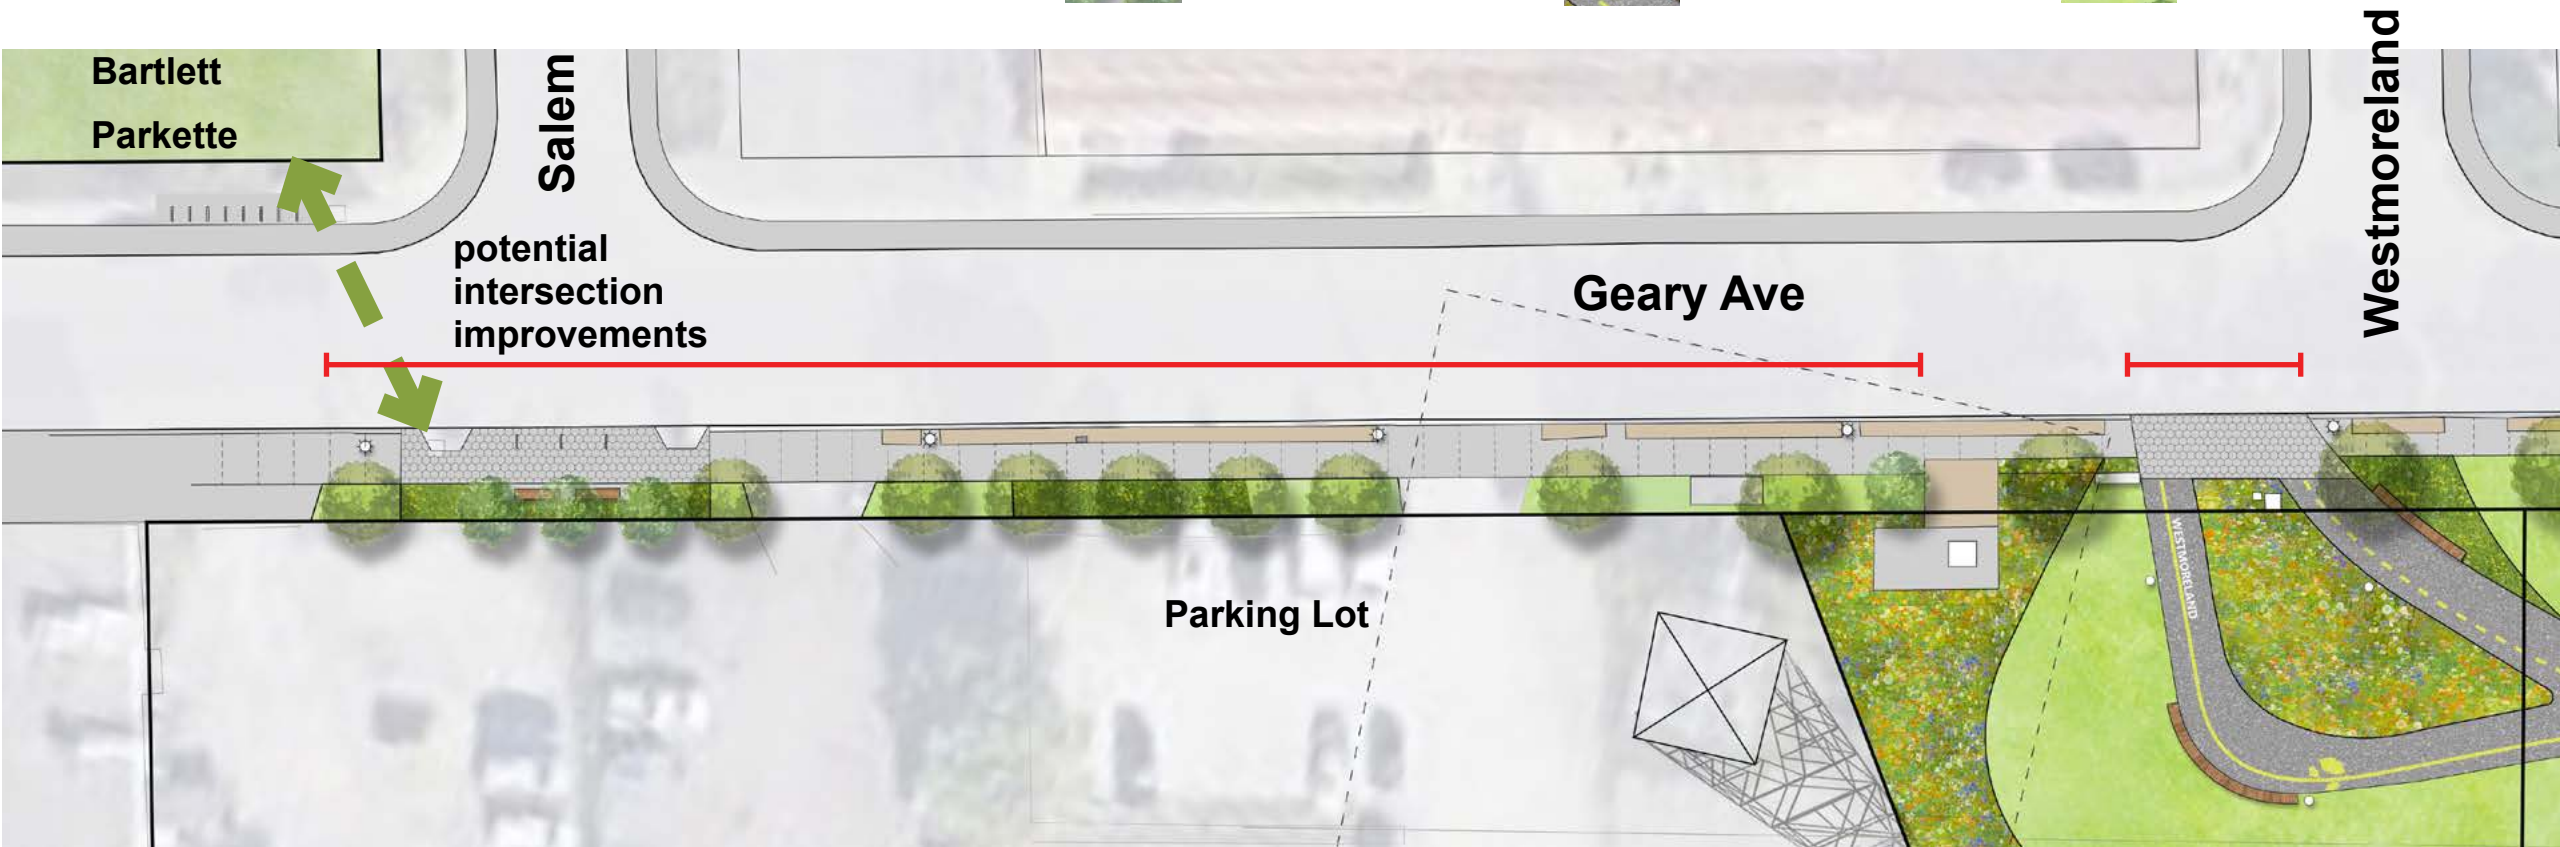 Bartlett
Parkette
Salem
Westmoreland
potential
intersection
improvements
Geary Ave
Parking Lot
WESTMORELAND